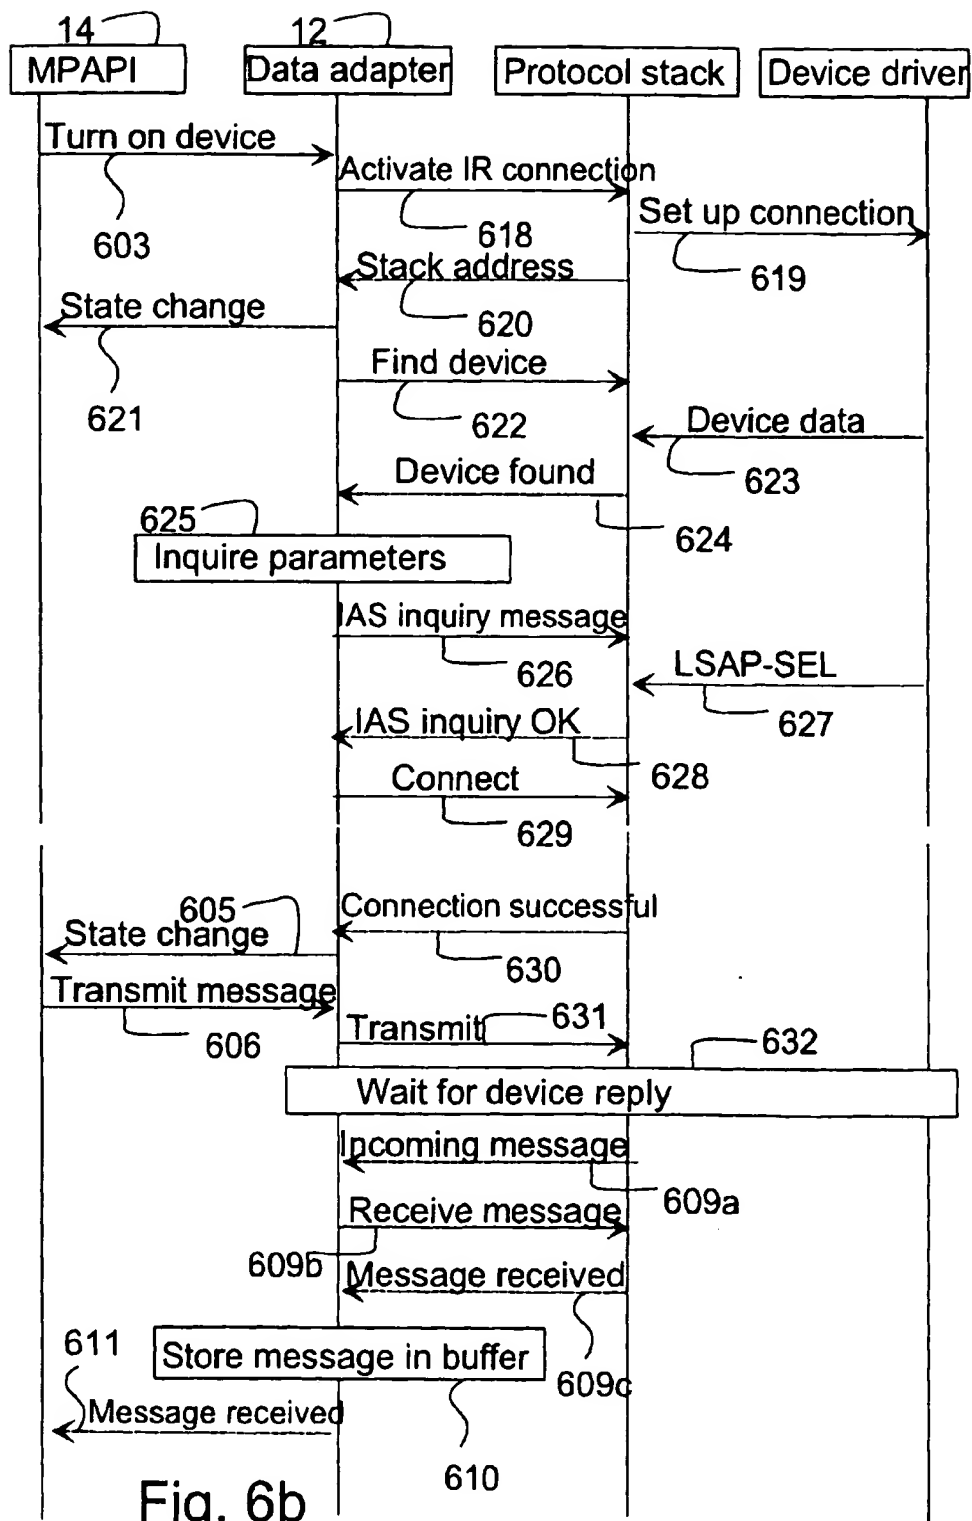 14
12
MPAPI
Data adapter
Protocol stack
Device driver
Turn on device
603
Activate IR connection
618
Set up connection
619
Stack address
620
State change
621
Find device
622
Device data
623
Device found
624
625
Inquire parameters
IAS inquiry message
626
LSAP-SEL
627
IAS inquiry OK
628
Connect
629
Connection successful
630
605
State change
Transmit message
606
Transmit
631
632
Wait for device reply
Incoming message
609a
Receive message
609b
Message received
609c
Store message in buffer
610
611
Message received
Fig. 6b